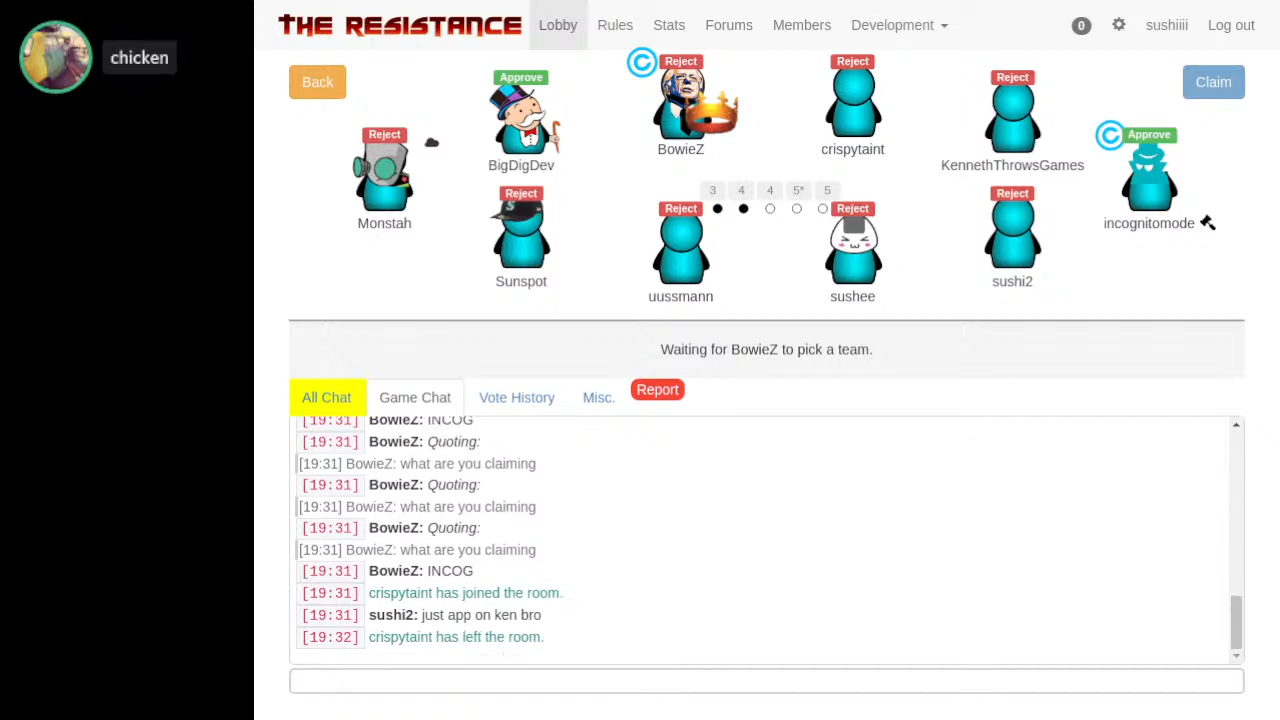 chicken
THE RESISTANCE
Lobby
Rules
Stats
Forums
Members
Development
0
sushiiii
Log out
Back
Claim
Reject
Monstah
Approve
BigDigDev
Reject
BowieZ
Reject
crispytaint
Reject
KennethThrowsGames
Approve
incognitomode
Reject
Sunspot
Reject
uussmann
Reject
sushee
Reject
sushi2
3 4 4 5* 5
Waiting for BowieZ to pick a team.
All Chat
Game Chat
Vote History
Misc.
Report
[19:31] BowieZ: INCOG
[19:31] BowieZ: Quoting:
[19:31] BowieZ: what are you claiming
[19:31] BowieZ: Quoting:
[19:31] BowieZ: what are you claiming
[19:31] BowieZ: Quoting:
[19:31] BowieZ: what are you claiming
[19:31] BowieZ: INCOG
[19:31] crispytaint has joined the room.
[19:31] sushi2: just app on ken bro
[19:32] crispytaint has left the room.